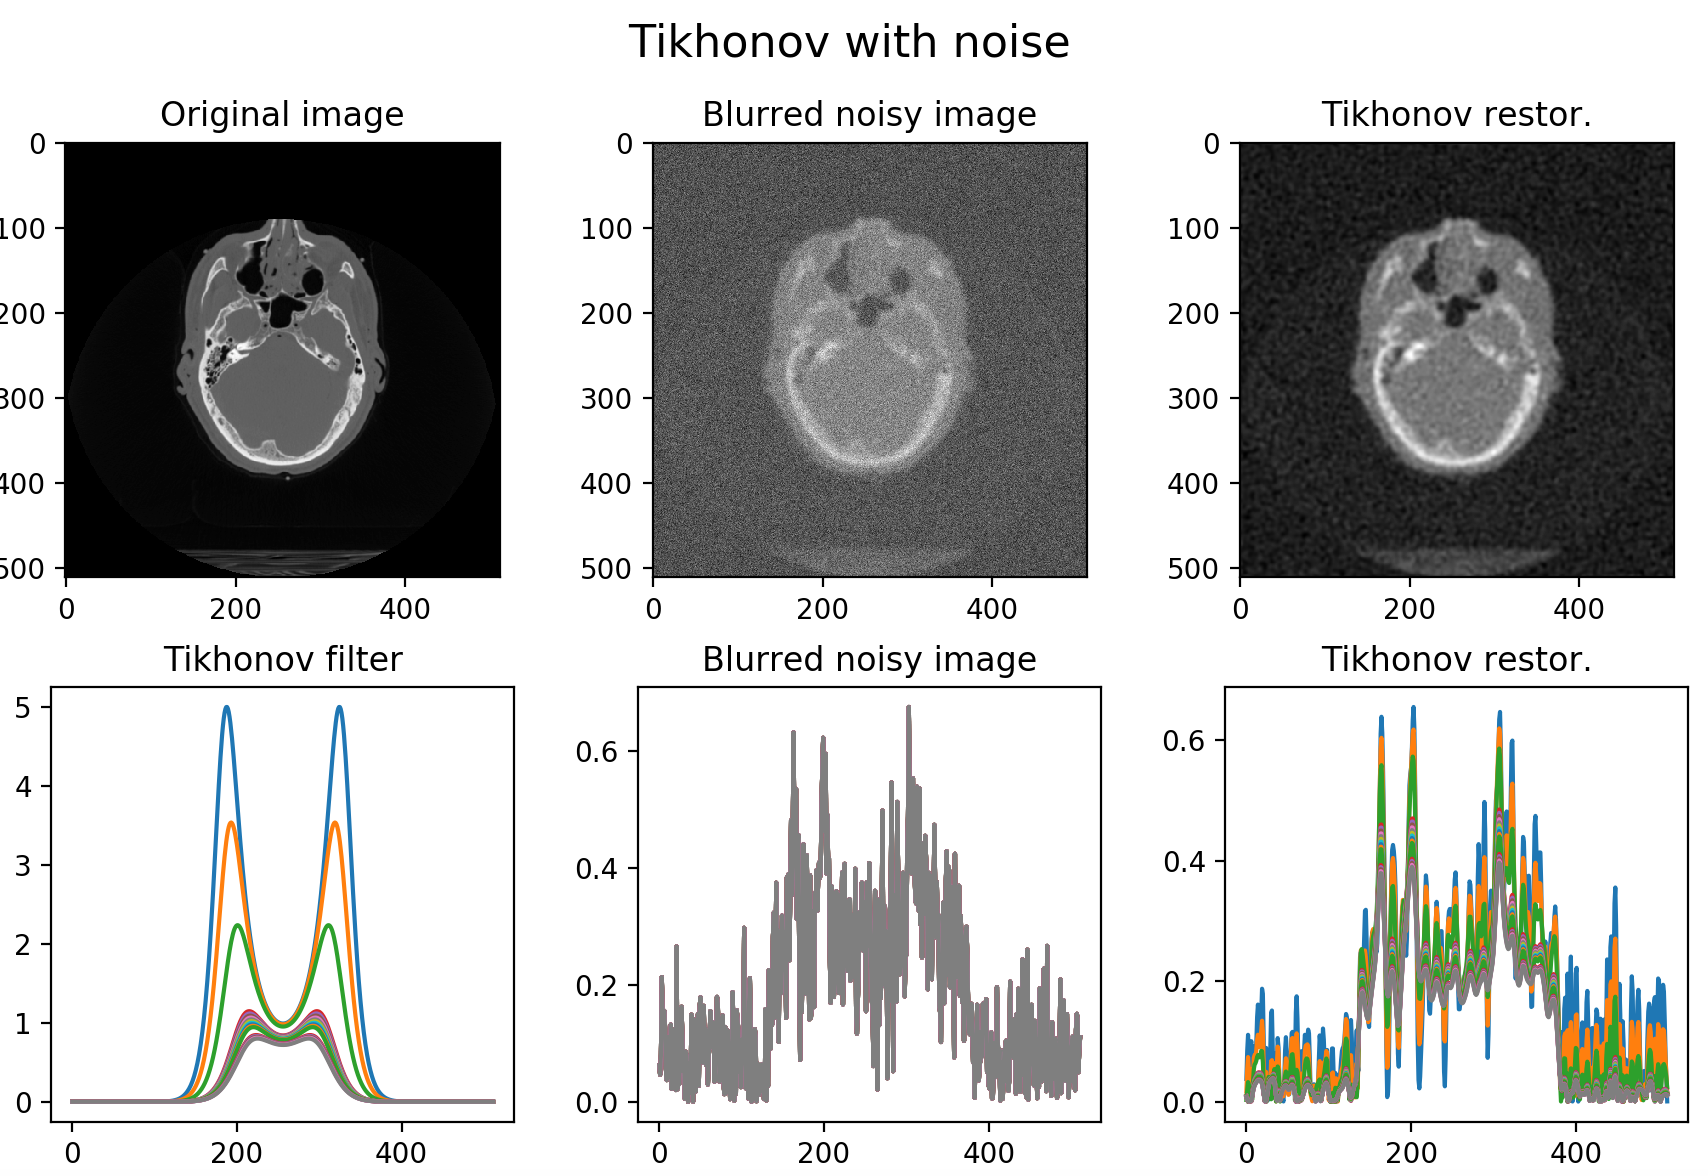 Tikhonov with noise
Original image
Blurred noisy image
Tikhonov restor.
0
100
200
300
400
500
0 200 400
0
100
200
300
400
500
0 200 400
0
100
200
300
400
500
0 200 400
Tikhonov filter
Blurred noisy image
Tikhonov restor.
5
4
3
2
1
0
0 200 400
0.6
0.4
0.2
0.0
0 200 400
0.6
0.4
0.2
0.0
0 200 400